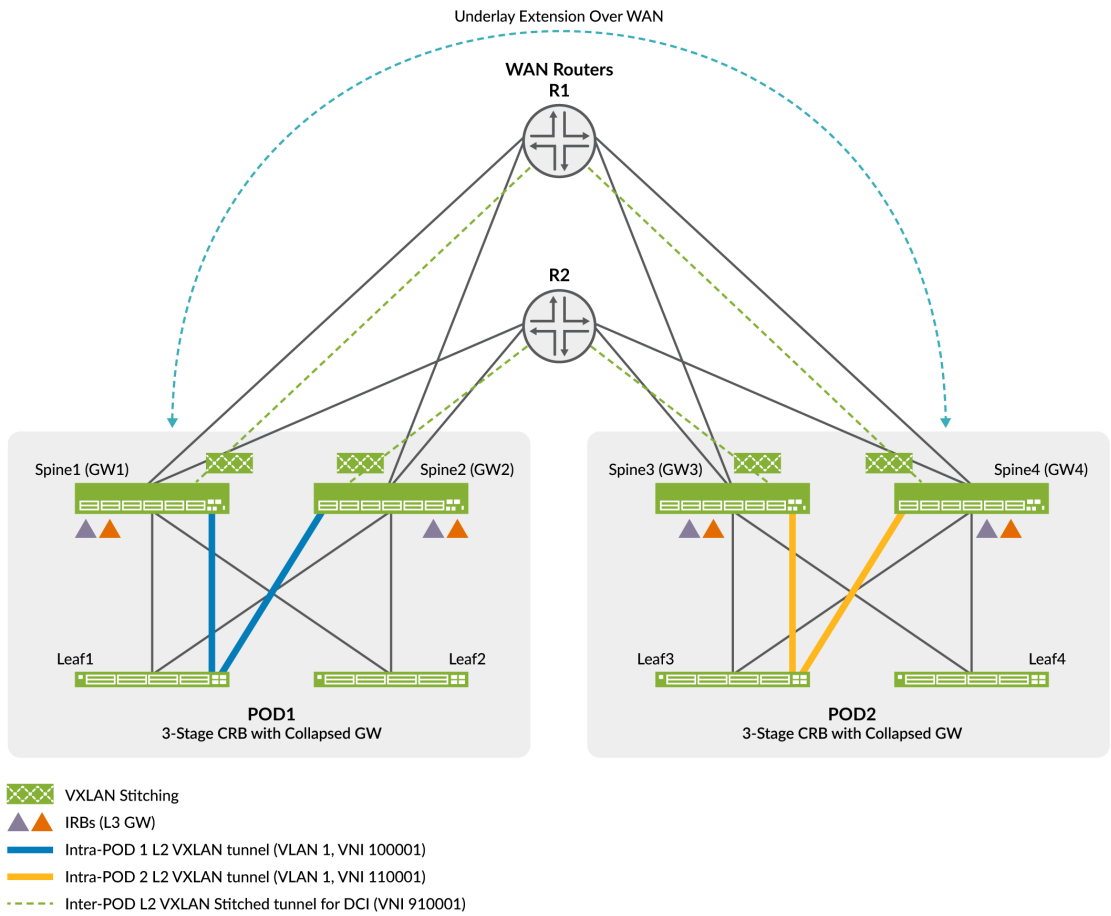 Underlay Extension Over WAN
WAN Routers
R1
R2
Spine1 (GW1)
Spine2 (GW2)
Spine3 (GW3)
Spine4 (GW4)
Leaf1
Leaf2
Leaf3
Leaf4
POD1
3-Stage CRB with Collapsed GW
POD2
3-Stage CRB with Collapsed GW
VXLAN Stitching
IRBs (L3 GW)
Intra-POD 1 L2 VXLAN tunnel (VLAN 1, VNI 100001)
Intra-POD 2 L2 VXLAN tunnel (VLAN 1, VNI 110001)
Inter-POD L2 VXLAN Stitched tunnel for DCI (VNI 910001)